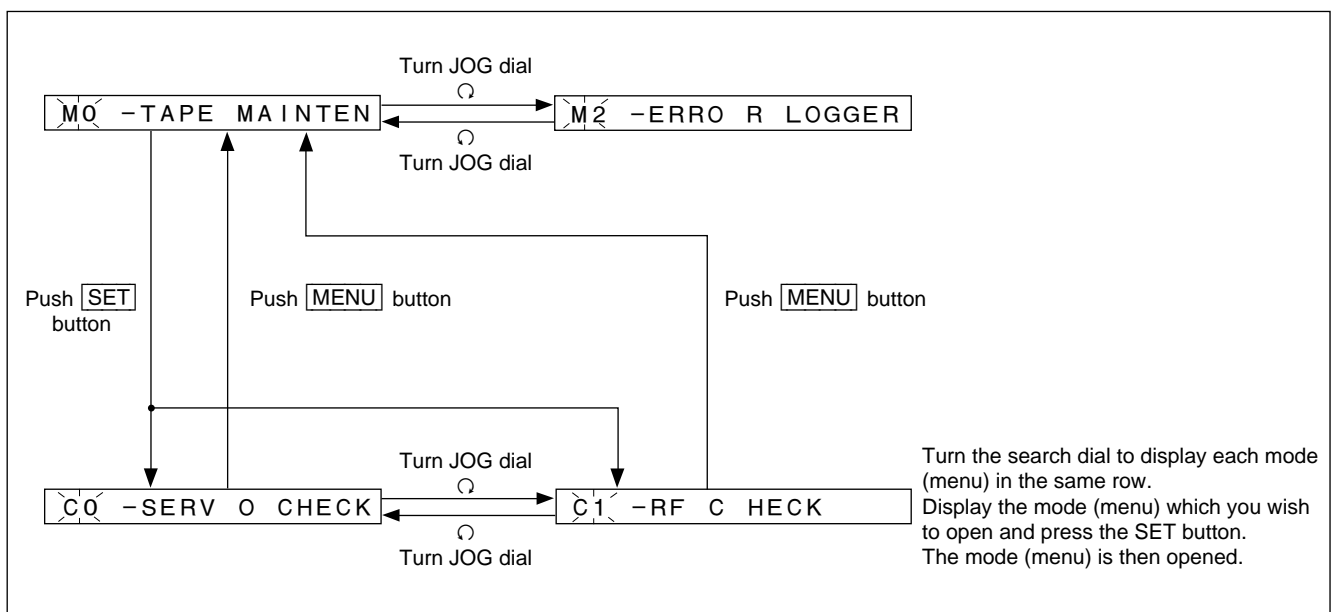 Turn JOG dial
M0 -TAPE MAINTEN
M2 -ERRO R LOGGER
Turn JOG dial
Push SET
button
Push MENU button
Push MENU button
Turn JOG dial
C0 -SERV O CHECK
C1 -RF C HECK
Turn JOG dial
Turn the search dial to display each mode
(menu) in the same row.
Display the mode (menu) which you wish
to open and press the SET button.
The mode (menu) is then opened.